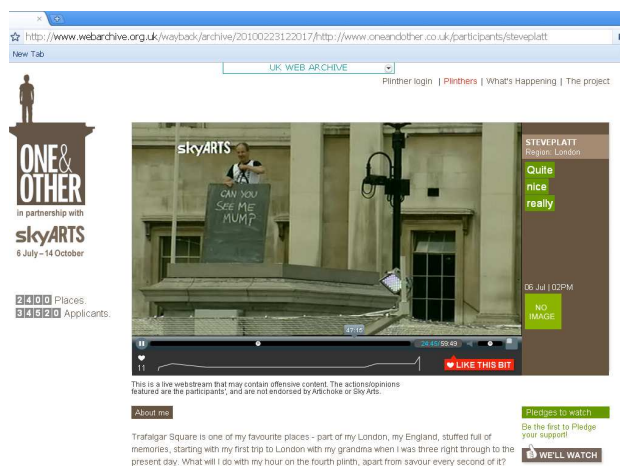 http://www.webarchive.org.uk/wayback/archive/20100223122017/http://www.oneandother.co.uk/participants/steveplatt
New Tab
UK WEB ARCHIVE
Plinther login | Plinthers | What's Happening | The project
ONE&
OTHER
in partnership with
skyARTS
6 July – 14 October
2400 Places.
34520 Applicants.
skyARTS
CAN YOU
SEE ME
MUM?
STEVEPLATT
Region: London
Quite
nice
really
06 Jul | 02PM
NO
IMAGE
47:16
24:45/59:49
11
LIKE THIS BIT
This is a live webstream that may contain offensive content. The actions/opinions
featured are the participants', and are not endorsed by Artichoke or Sky Arts.
About me
Trafalgar Square is one of my favourite places - part of my London, my England, stuffed full of
memories, starting with my first trip to London with my grandma when I was three right through to the
present day. What will I do with my hour on the fourth plinth, apart from savour every second of it?
Pledges to watch
Be the first to Pledge
your support!
WE'LL WATCH